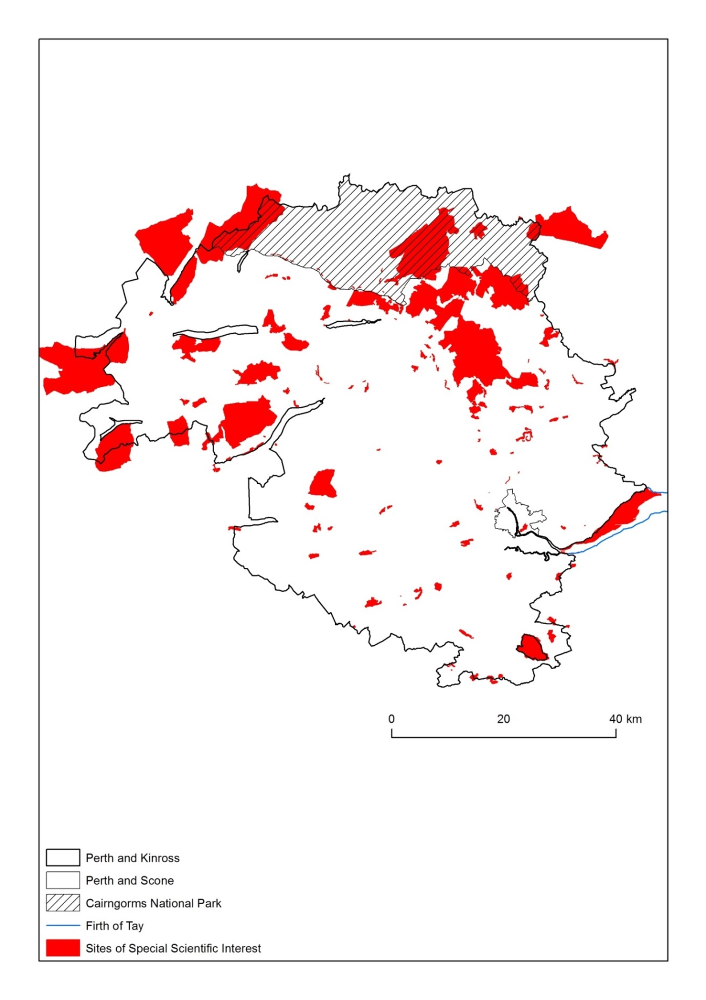 0 20 40 km
Perth and Kinross
Perth and Scone
Cairngorms National Park
Firth of Tay
Sites of Special Scientific Interest